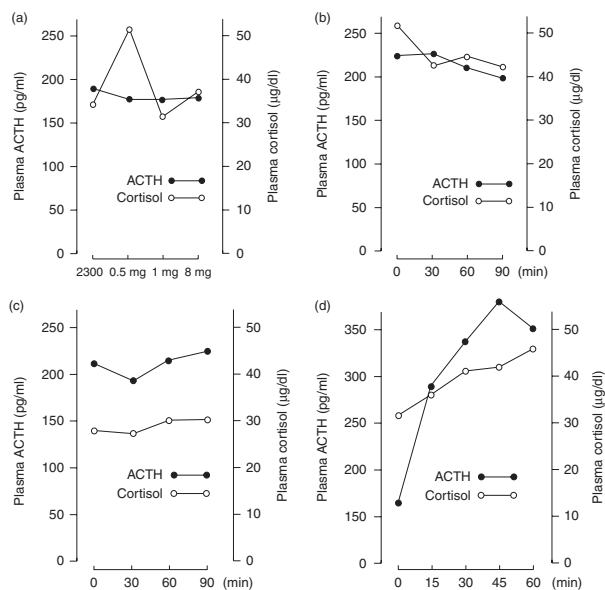 (a)
Plasma ACTH (pg/ml)
250
200
150
100
50
0
50
40
30
20
10
0
Plasma cortisol (µg/dl)
ACTH
Cortisol
2300 0.5 mg 1 mg 8 mg
(b)
Plasma ACTH (pg/ml)
250
200
150
100
50
0
50
40
30
20
10
0
Plasma cortisol (µg/dl)
ACTH
Cortisol
0 30 60 90 (min)
(c)
Plasma ACTH (pg/ml)
250
200
150
100
50
0
50
40
30
20
10
0
Plasma cortisol (µg/dl)
ACTH
Cortisol
0 30 60 90 (min)
(d)
Plasma ACTH (pg/ml)
350
300
250
200
150
0
50
40
30
20
10
0
Plasma cortisol (µg/dl)
ACTH
Cortisol
0 15 30 45 60 (min)